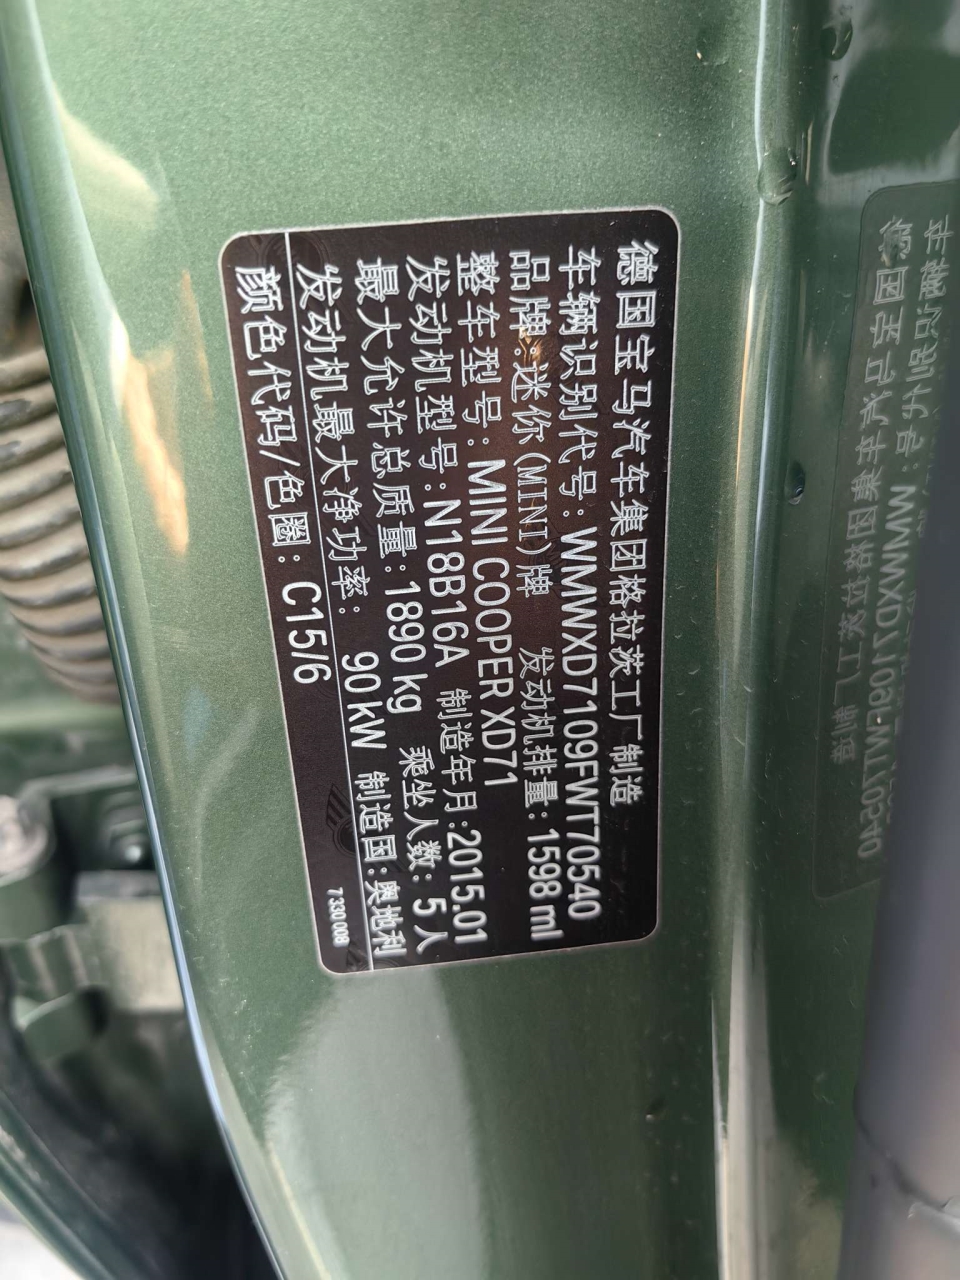 德国宝马汽车集团格拉茨工厂制造
车辆识别代号: WMWXD7109FWT70540
品牌:迷你(MINI)牌 发动机排量: 1598 ml
整车型号: MINI COOPER XD71
发动机型号: N18B16A 制造年月:2015.01
最大允许总质量:1890 kg 乘坐人数: 5人
发动机最大净功率: 90 kW 制造国:奥地利
颜色代码/色圈: C15/6
7 330 008